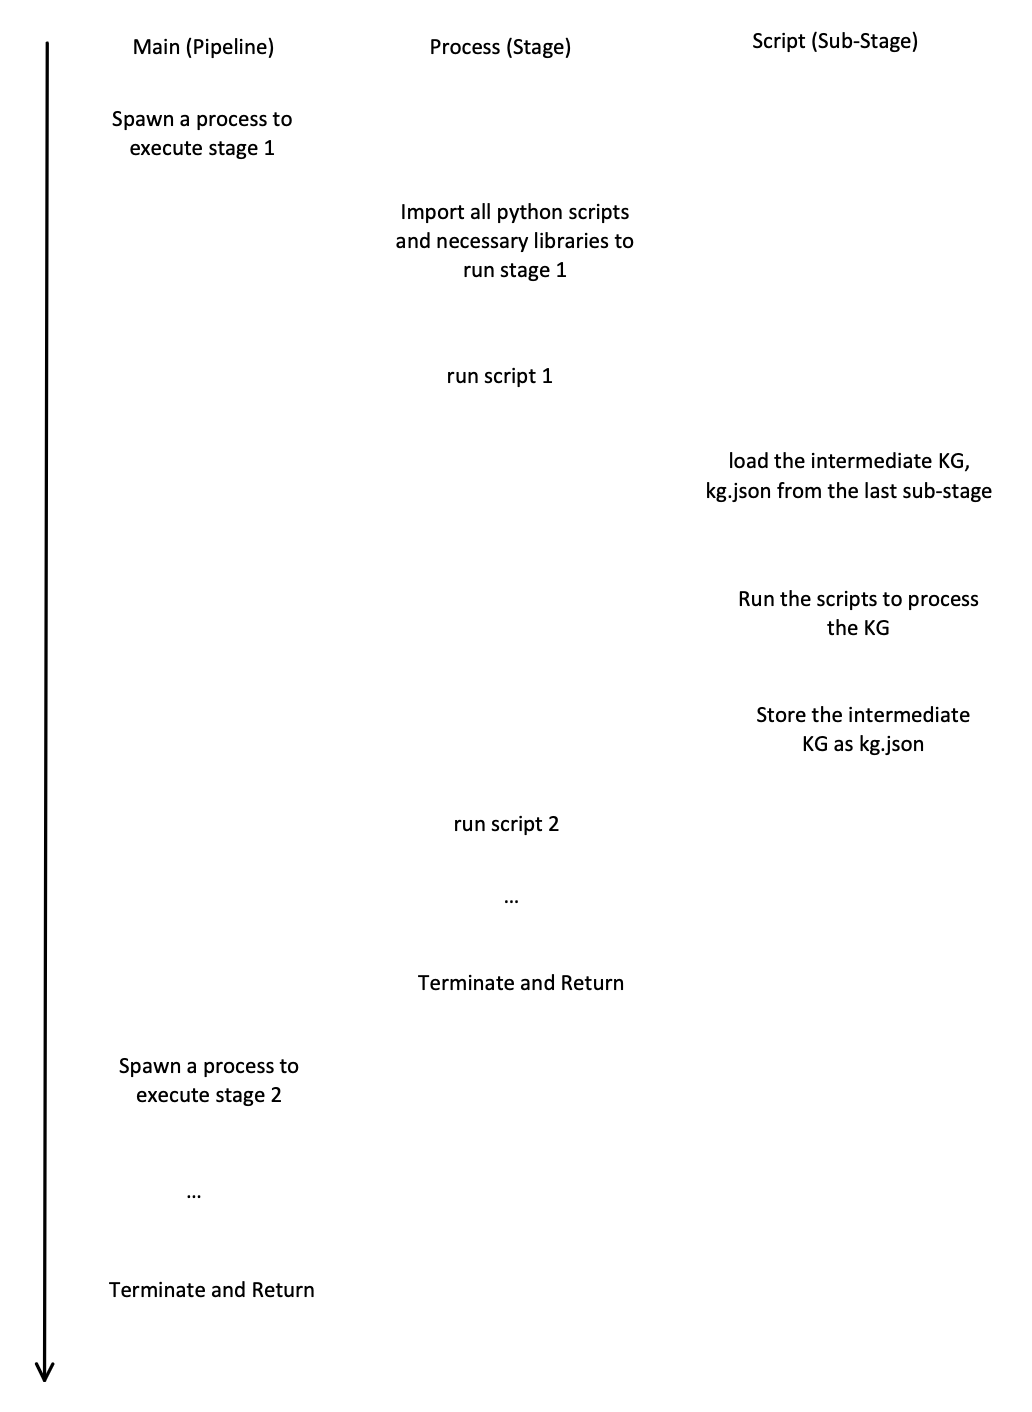 Main (Pipeline)
Process (Stage)
Script (Sub-Stage)
Spawn a process to
execute stage 1
Import all python scripts
and necessary libraries to
run stage 1
run script 1
load the intermediate KG,
kg.json from the last sub-stage
Run the scripts to process
the KG
Store the intermediate
KG as kg.json
run script 2
...
Terminate and Return
Spawn a process to
execute stage 2
...
Terminate and Return